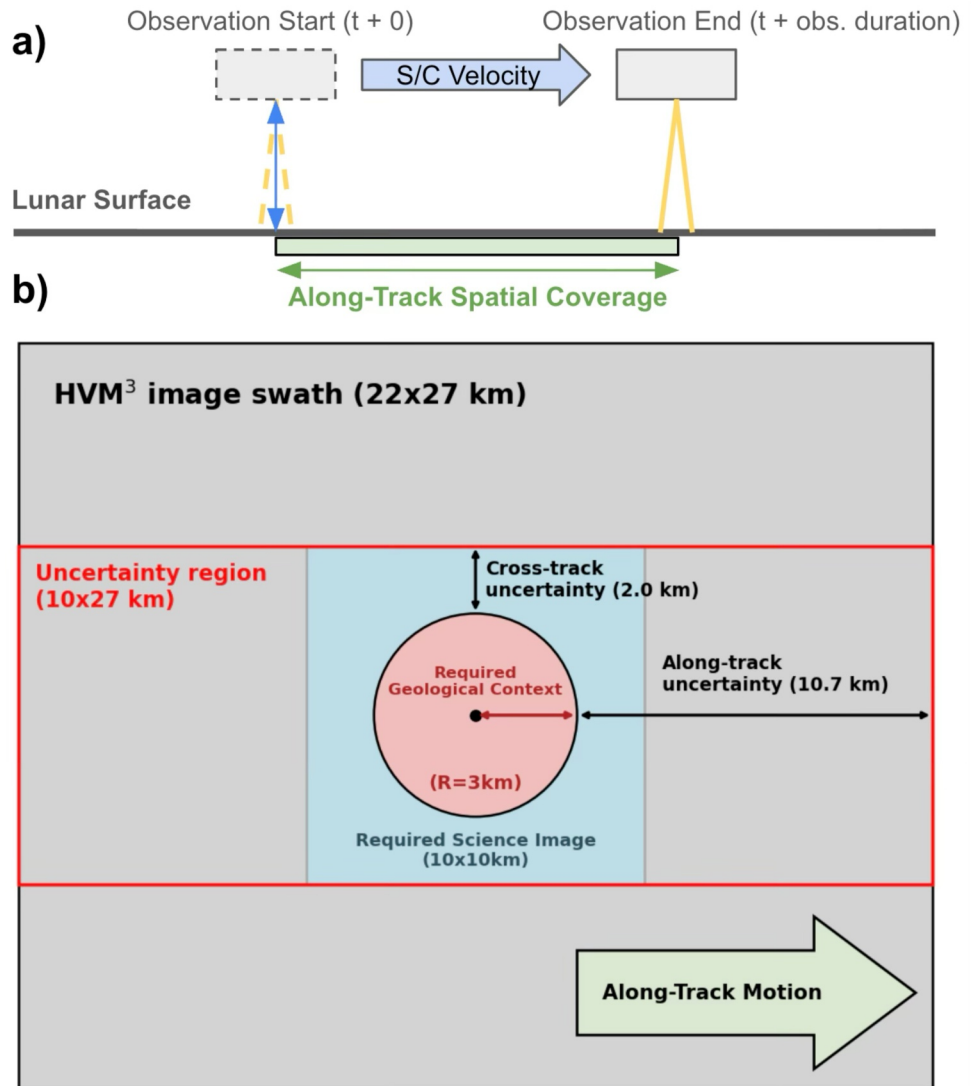 a)
Observation Start (t + 0)
Observation End (t + obs. duration)
S/C Velocity
Lunar Surface
Along-Track Spatial Coverage
b)
HVM³ image swath (22x27 km)
Uncertainty region
(10x27 km)
Cross-track
uncertainty (2.0 km)
Along-track
uncertainty (10.7 km)
Required
Geological Context
(R=3km)
Required Science Image
(10x10km)
Along-Track Motion